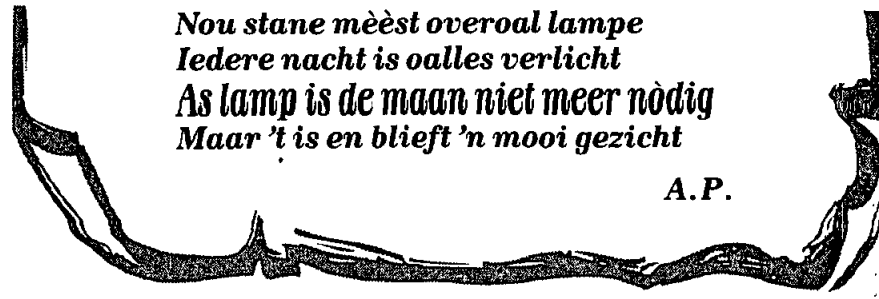 Nou stane mèèst overoal lampe
Iedere nacht is oalles verlicht
As lamp is de maan niet meer nòdig
Maar 't is en blieft 'n mooi gezicht
A.P.